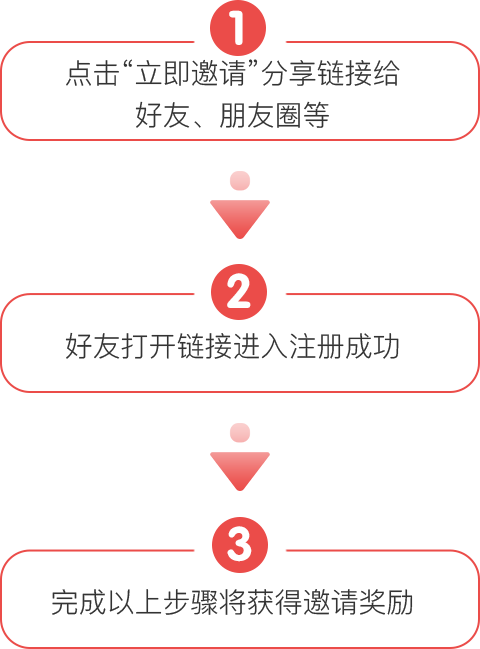 1
点击“立即邀请”分享链接给
好友、朋友圈等
2
好友打开链接进入注册成功
3
完成以上步骤将获得邀请奖励